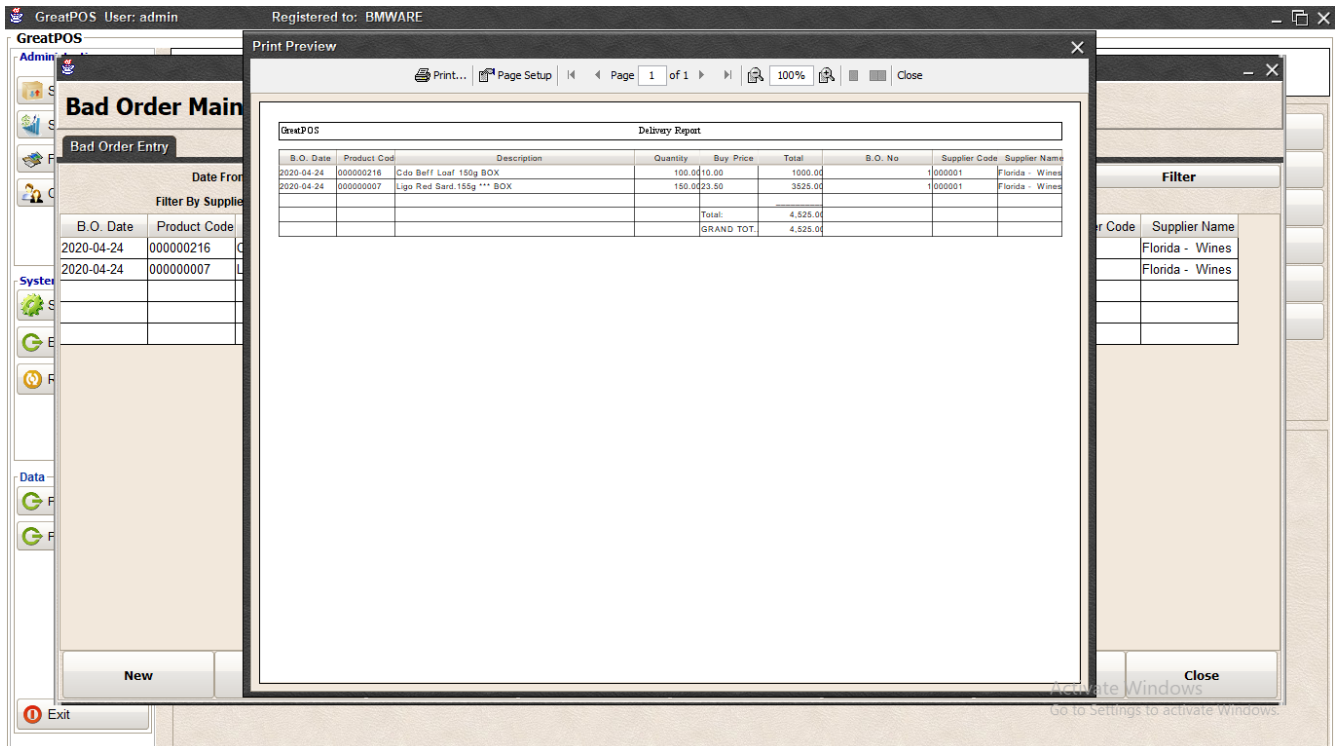 GreatPOS User: admin Registered to: BMWARE
GreatPOS
Print Preview
Print... Page Setup Page 1 of 1 100% Close
Bad Order Main
Bad Order Entry
GreatPOS Delivery Report
B.O. Date Product Cod Description Quantity Buy Price Total B.O. No Supplier Code Supplier Name
2020-04-24 000000216 Cdo Beff Loaf 150g BOX 100.00 10.00 1000.00 1 000001 Florida - Wines
2020-04-24 000000007 Ligo Red Sard.155g *** BOX 150.00 23.50 3525.00 1 000001 Florida - Wines
Total: 4,525.00
GRAND TOT.. 4,525.00
Date From
Filter
Filter By Supplie
B.O. Date Product Code r Code Supplier Name
2020-04-24 000000216 Florida - Wines
2020-04-24 000000007 Florida - Wines
Data
New Close
Exit
Activate Windows
Go to Settings to activate Windows.